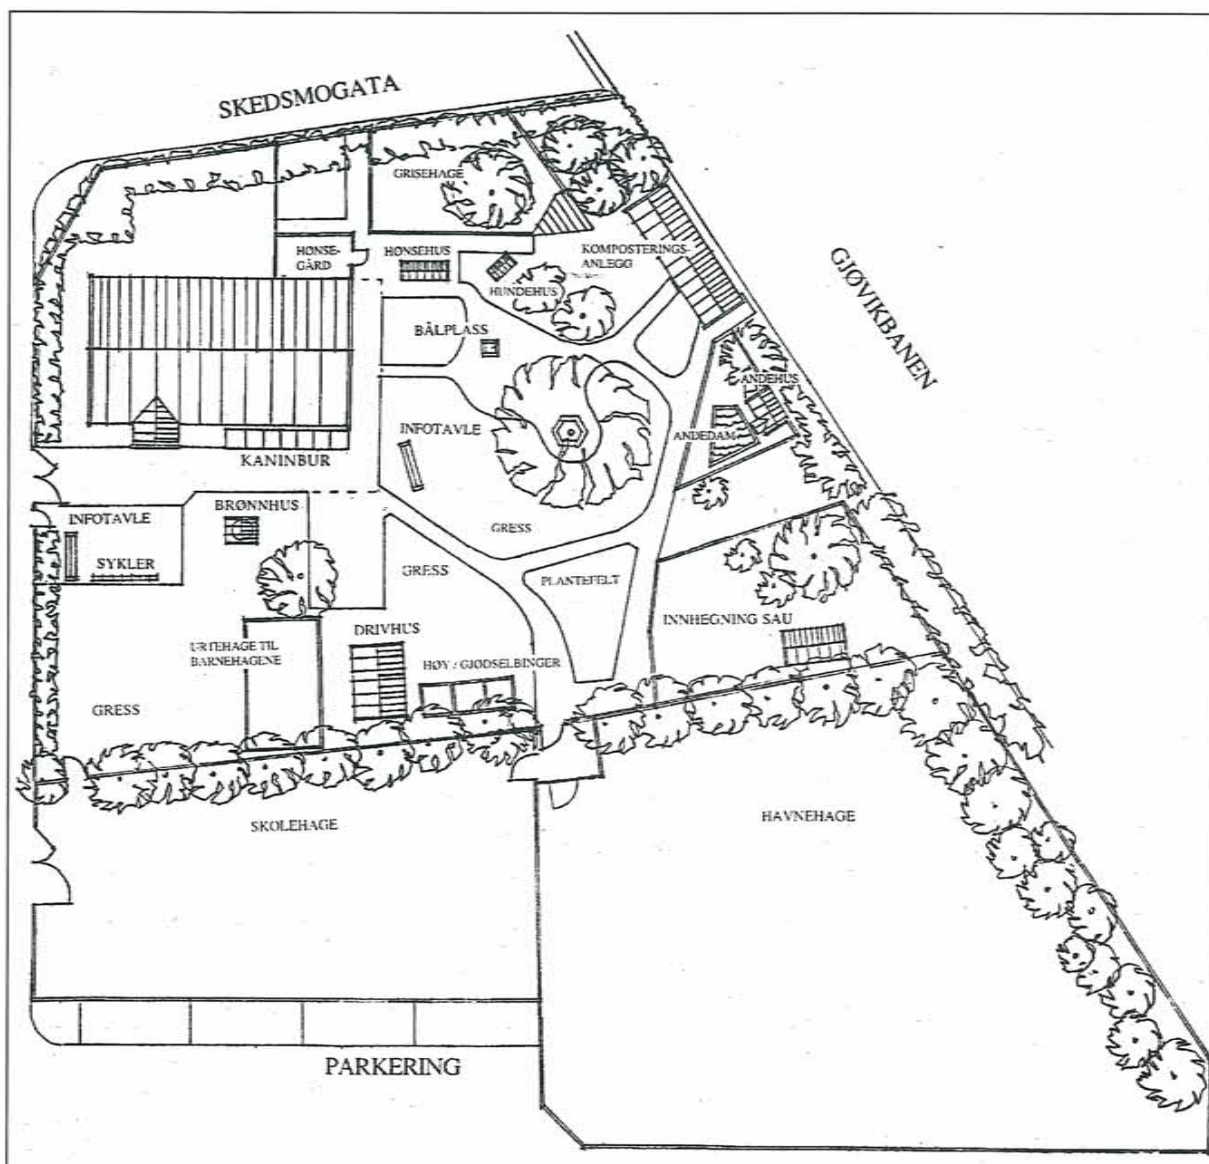 SKEDSMOGATA
GRISEHAGE
HØNSE-
GÅRD
HØNSEHUS
KOMPOSTERINGS-
ANLEGG
GJØVIKBANEN
HUNDEHUS
BÅLPLASS
ANDEHUS
INFOTAVLE
ANDEDAM
KANINBUR
BRØNNHUS
INFOTAVLE
GRESS
SYKLER
GRESS
PLANTEFELT
INNHEGNING SAU
DRIVHUS
URTEHAGE TIL
BARNEHAGENE
HØY / GJØDSELBINGER
GRESS
HAVNEHAGE
SKOLEHAGE
PARKERING